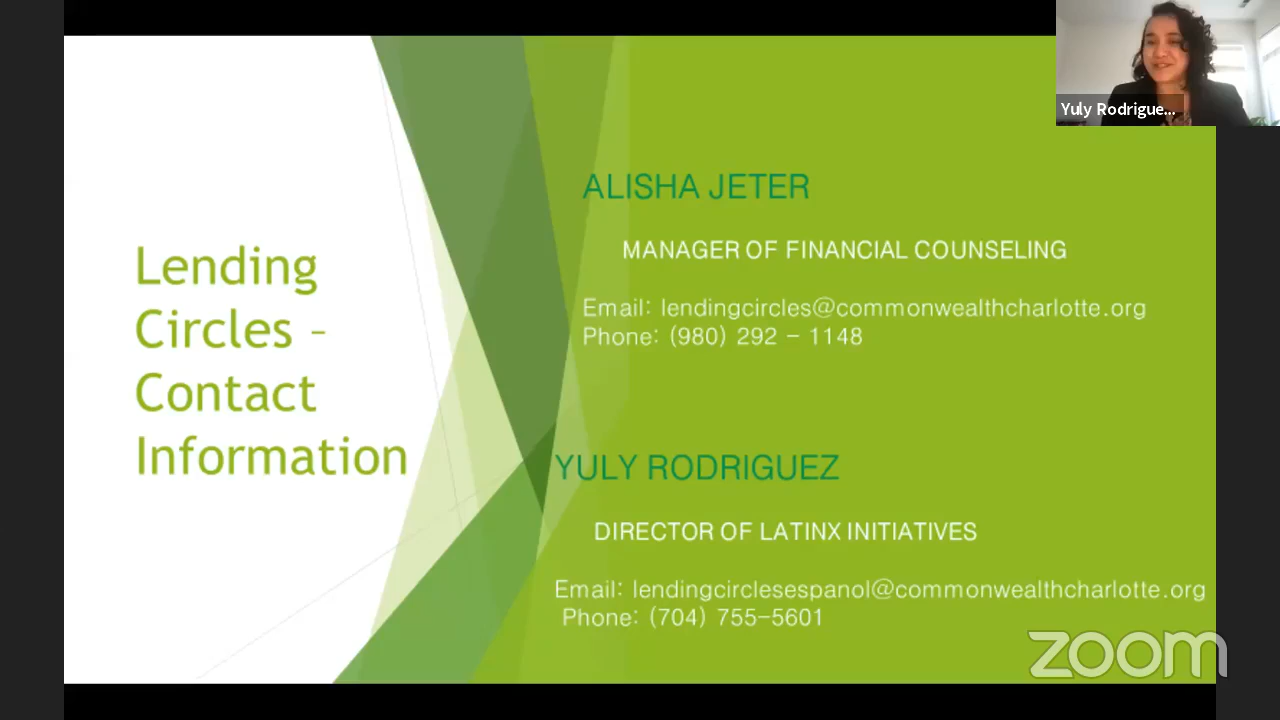 Yuly Rodrigue...
Lending
Circles –
Contact
Information
ALISHA JETER
MANAGER OF FINANCIAL COUNSELING
Email: lendingcircles@commonwealthcharlotte.org
Phone: (980) 292 – 1148
YULY RODRIGUEZ
DIRECTOR OF LATINX INITIATIVES
Email: lendingcirclesespanol@commonwealthcharlotte.org
Phone: (704) 755-5601
zoom